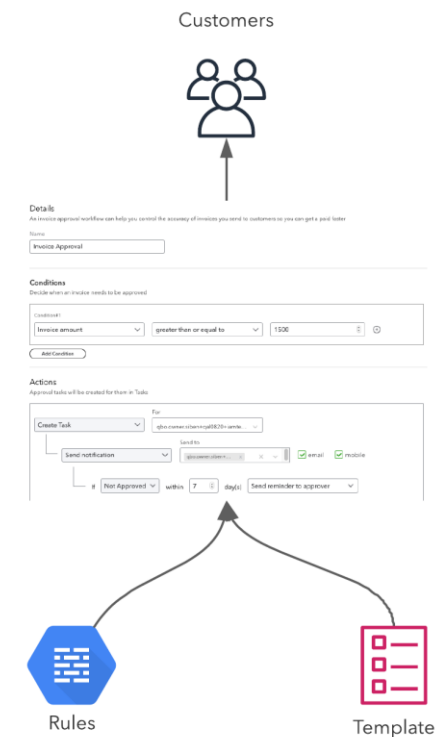 Customers
Details
An invoice approval workflow can help you control the accuracy of invoices you send to customers so you can get a paid faster
Name
Invoice Approval
Conditions
Decide when an invoice needs to be approved
Condition1
Invoice amount greater than or equal to 1500
Add Condition
Actions
Approval tasks will be created for them in Tasks
For
Create Task
Send to
Send notification email mobile
If Not Approved within 7 day(s) Send reminder to approver
Rules
Template